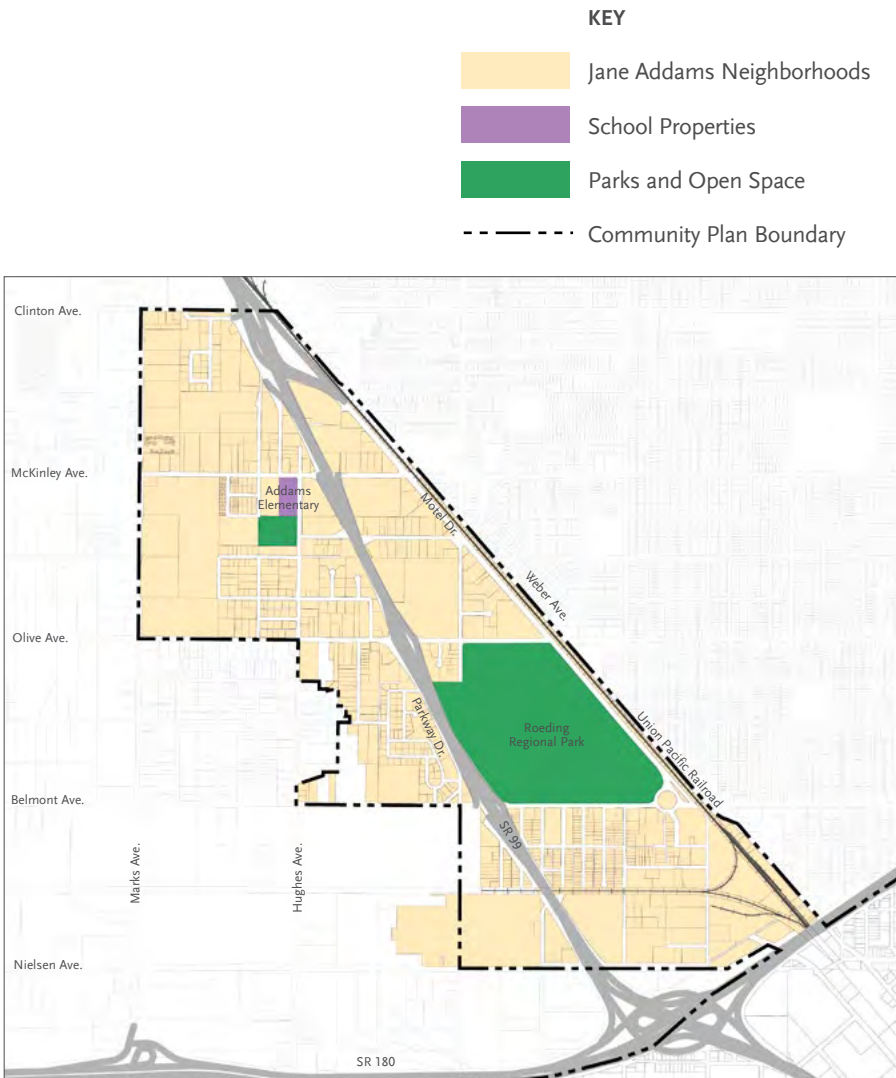 KEY
Jane Addams Neighborhoods
School Properties
Parks and Open Space
Community Plan Boundary
Clinton Ave.
McKinley Ave.
Addams
Elementary
Motel Dr.
Weber Ave.
Olive Ave.
Parkway Dr.
Roeding
Regional Park
Union Pacific Railroad
Belmont Ave.
SR 99
Marks Ave.
Hughes Ave.
Nielsen Ave.
SR 180